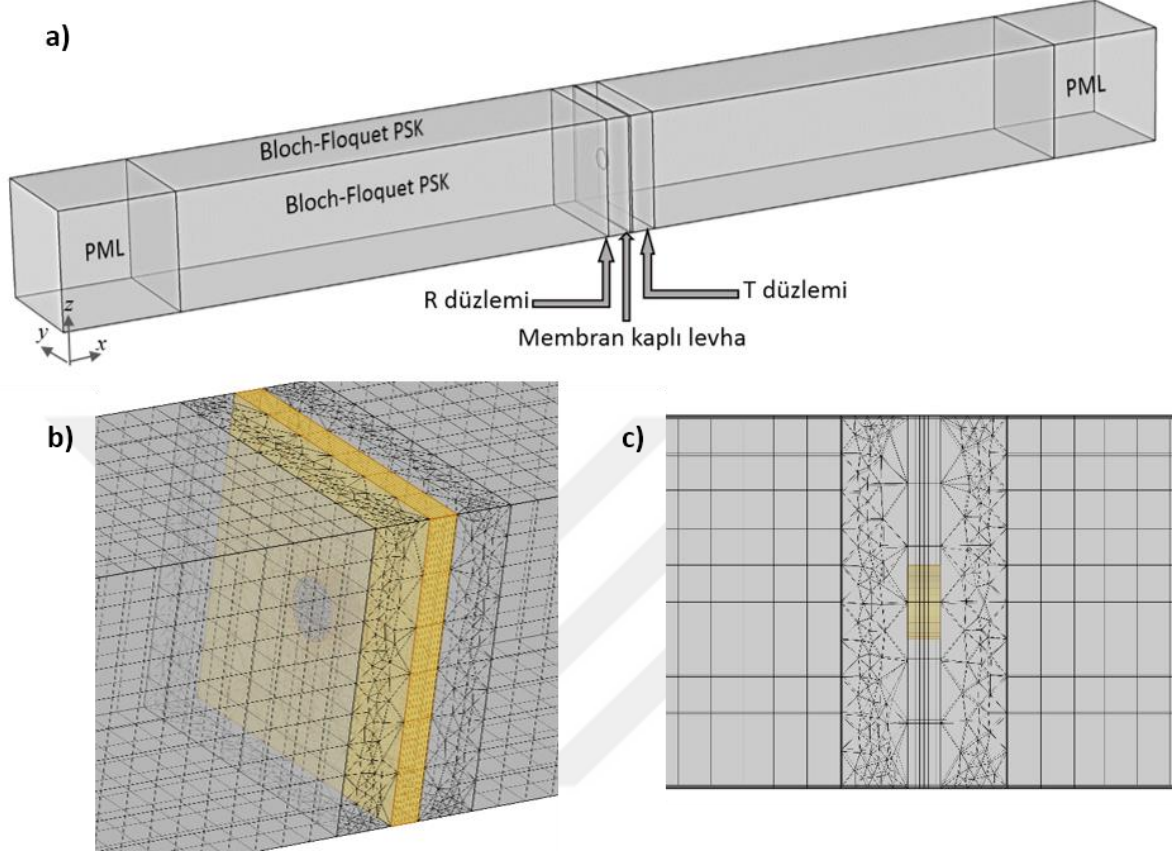 a)
Bloch-Floquet PSK
Bloch-Floquet PSK
PML
PML
z
y
x
R düzlemi
T düzlemi
Membran kaplı levha
b)
c)